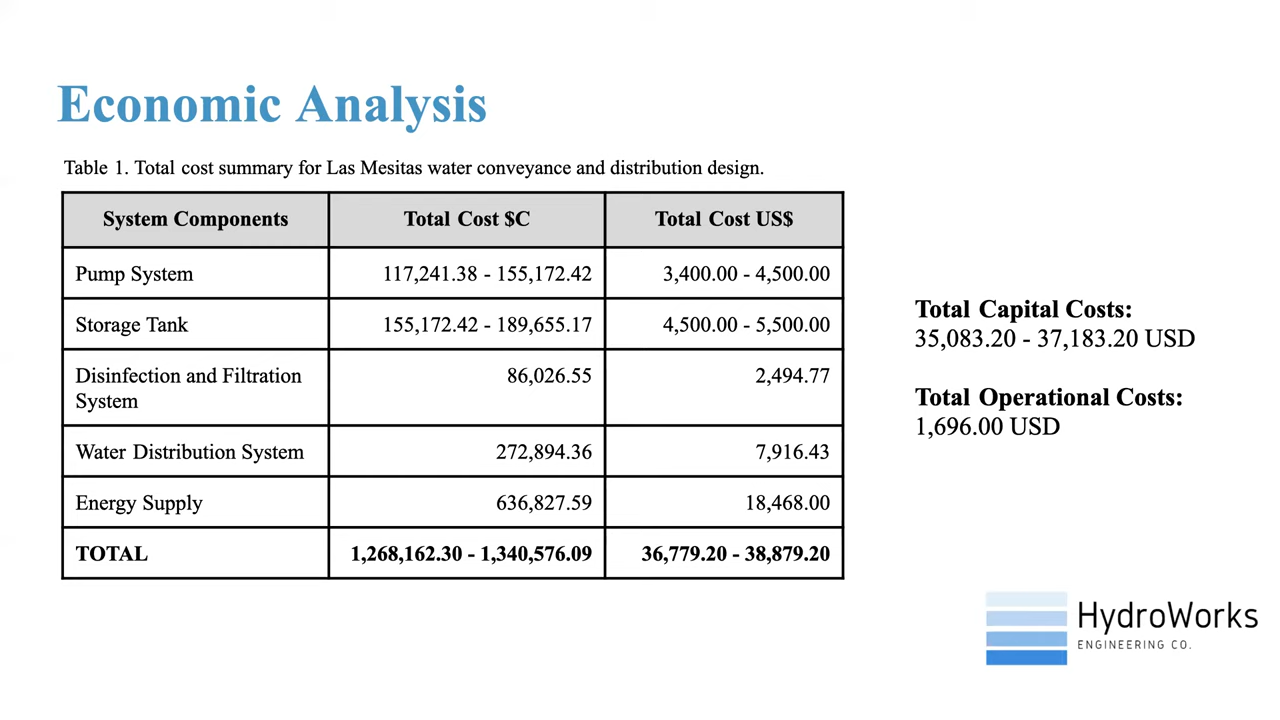 Economic Analysis
Table 1. Total cost summary for Las Mesitas water conveyance and distribution design.
System Components Total Cost $C Total Cost US$
Pump System 117,241.38 - 155,172.42 3,400.00 - 4,500.00
Storage Tank 155,172.42 - 189,655.17 4,500.00 - 5,500.00
Disinfection and Filtration 86,026.55 2,494.77
System
Water Distribution System 272,894.36 7,916.43
Energy Supply 636,827.59 18,468.00
TOTAL 1,268,162.30 - 1,340,576.09 36,779.20 - 38,879.20
Total Capital Costs:
35,083.20 - 37,183.20 USD
Total Operational Costs:
1,696.00 USD
HydroWorks
ENGINEERING CO.